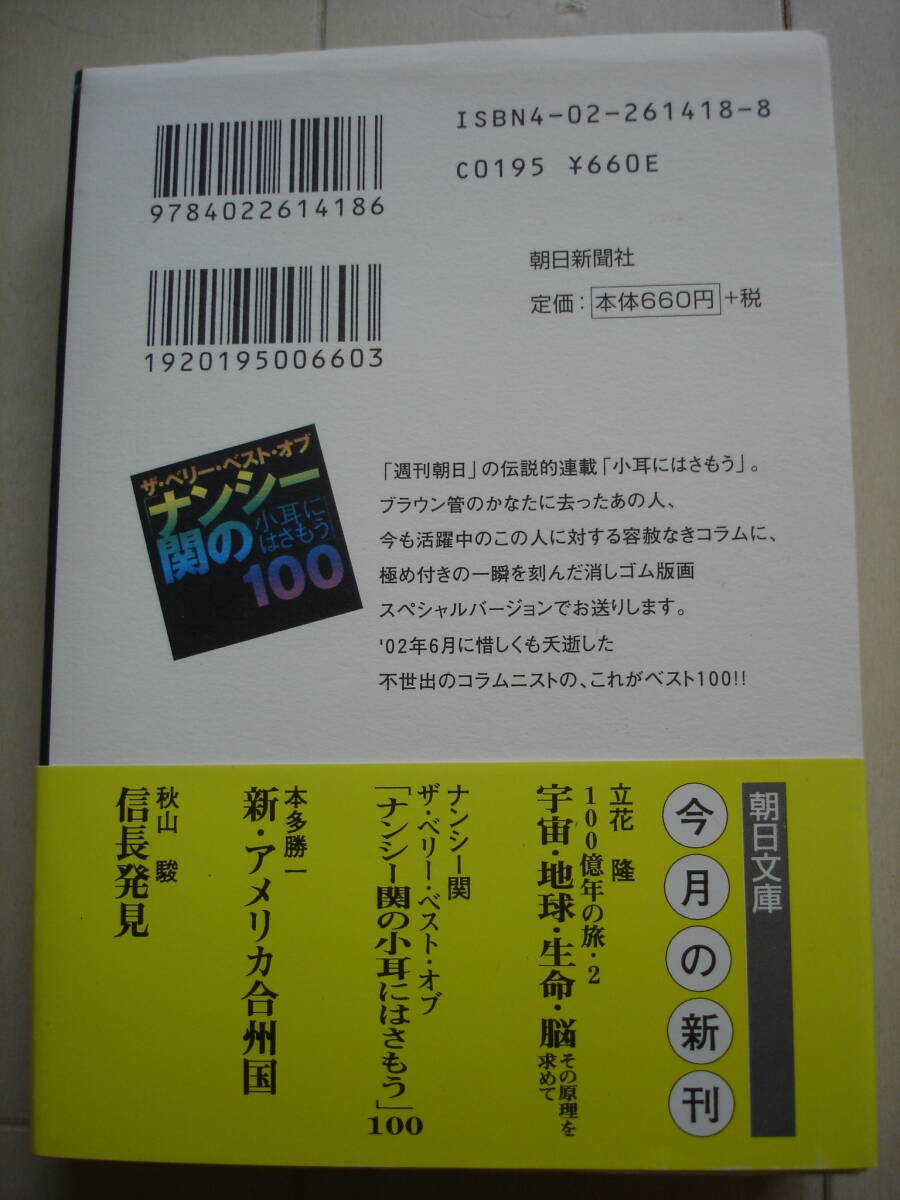 ISBN4-02-261418-8
C0195 ¥660E
9784022614186
1920195006603
朝日新聞社
定価: 本体660円 +税
ザ・ベリー・ベスト・オブ
「ナンシー
関の
小耳に
はさもう」
100
「週刊朝日」の伝説的連載「小耳にはさもう」。
ブラウン管のかなたに去ったあの人、
今も活躍中のこの人に対する容赦なきコラムに、
極め付きの一瞬を刻んだ消しゴム版画
スペシャルバージョンでお送りします。
'02年6月に惜しくも夭逝した
不世出のコラムニストの、これがベスト100!!
朝日文庫
今月の新刊
立花 隆
100億年の旅・2
宇宙・地球・生命・脳 その原理を
求めて
ナンシー関
ザ・ベリー・ベスト・オブ
「ナンシー関の小耳にはさもう」100
本多勝一
新・アメリカ合州国
秋山 駿
信長発見